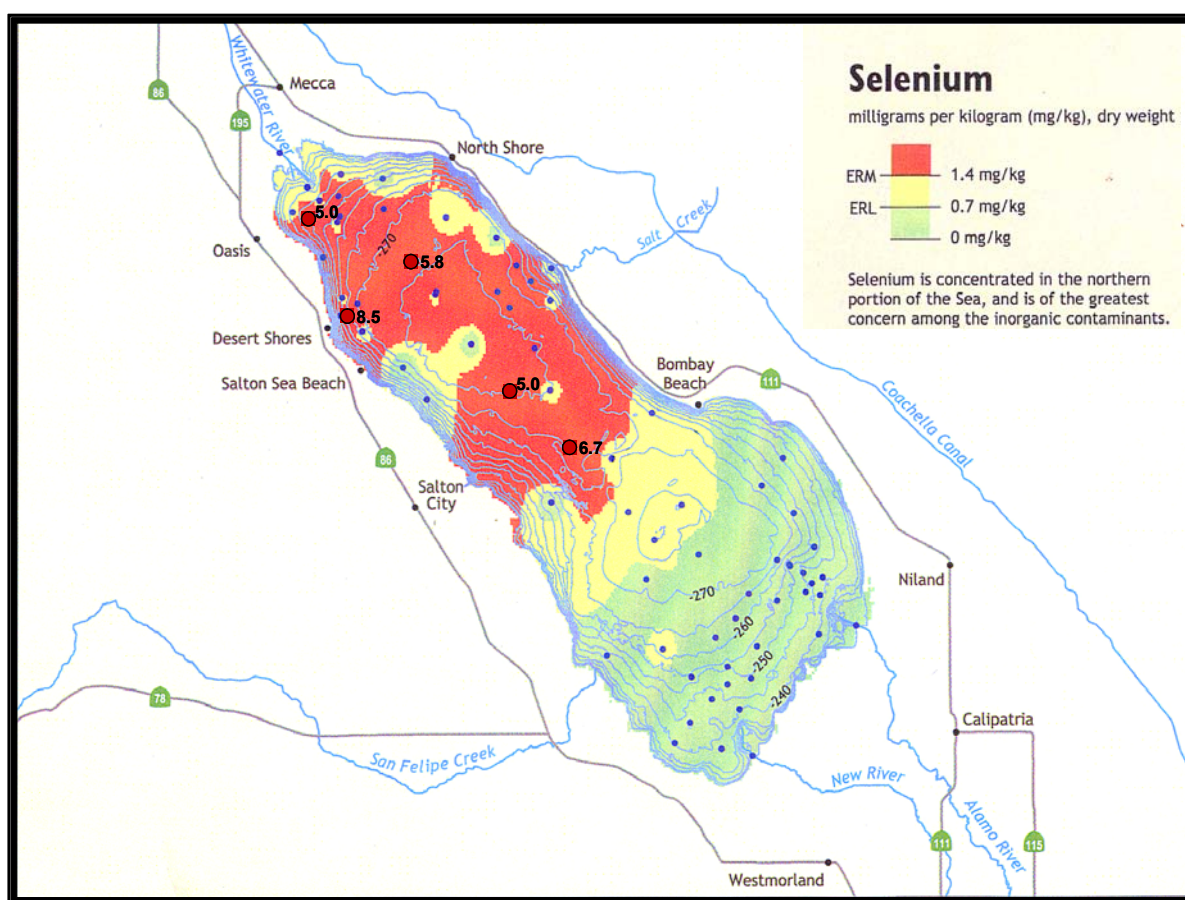 Selenium
milligrams per kilogram (mg/kg), dry weight
ERM
1.4 mg/kg
ERL
0.7 mg/kg
0 mg/kg
Selenium is concentrated in the northern
portion of the Sea, and is of the greatest
concern among the inorganic contaminants.
Whitewater River
86
Mecca
195
North Shore
5.0
Salt Creek
Oasis
-270
5.8
8.5
Desert Shores
Salton Sea Beach
Bombay
Beach
111
5.0
Coachella Canal
6.7
86
Salton
City
Niland
-270
-260
-250
-240
78
San Felipe Creek
Calipatria
New River
Alamo River
111
115
Westmorland